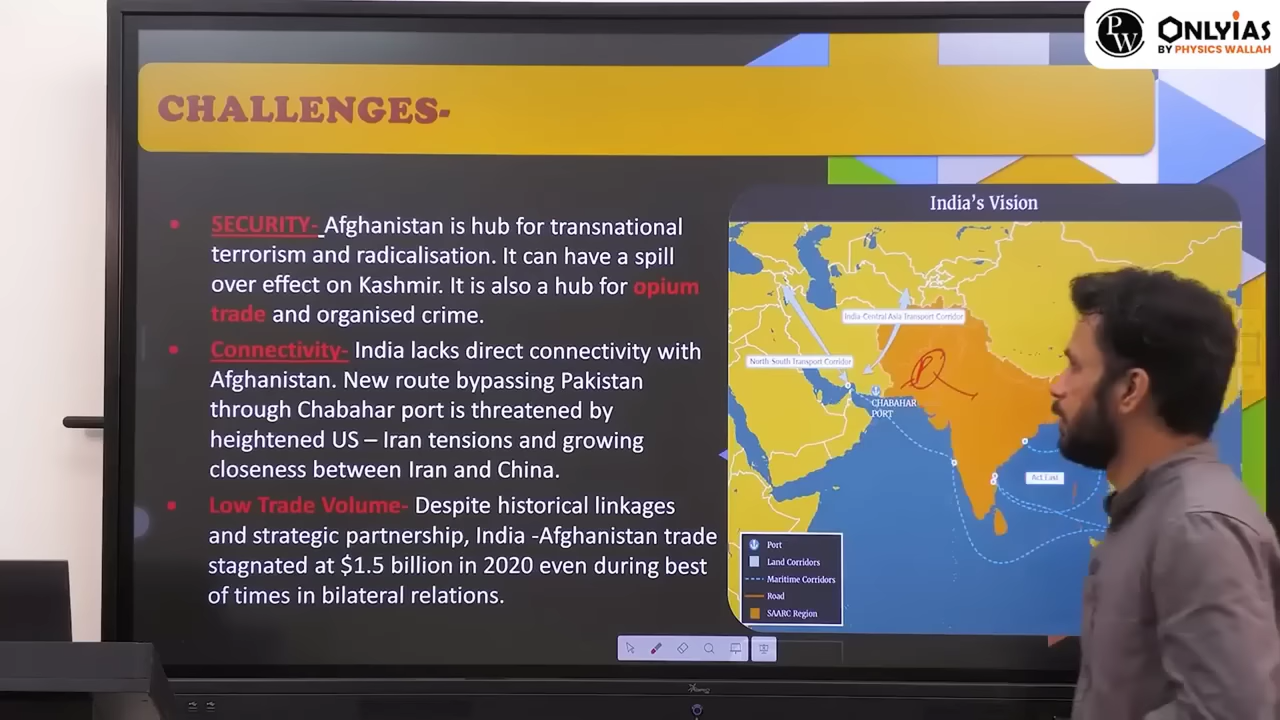 PW
ONLYIAS
BY PHYSICS WALLAH
CHALLENGES-
• SECURITY- Afghanistan is hub for transnational
terrorism and radicalisation. It can have a spill
over effect on Kashmir. It is also a hub for opium
trade and organised crime.
• Connectivity- India lacks direct connectivity with
Afghanistan. New route bypassing Pakistan
through Chabahar port is threatened by
heightened US – Iran tensions and growing
closeness between Iran and China.
• Low Trade Volume- Despite historical linkages
and strategic partnership, India -Afghanistan trade
stagnated at $1.5 billion in 2020 even during best
of times in bilateral relations.
India's Vision
India-Central Asia Transport Corridor
North South Transport Corridor
CHABAHAR
PORT
Act East
Port
Land Corridors
Maritime Corridors
Road
SAARC Region